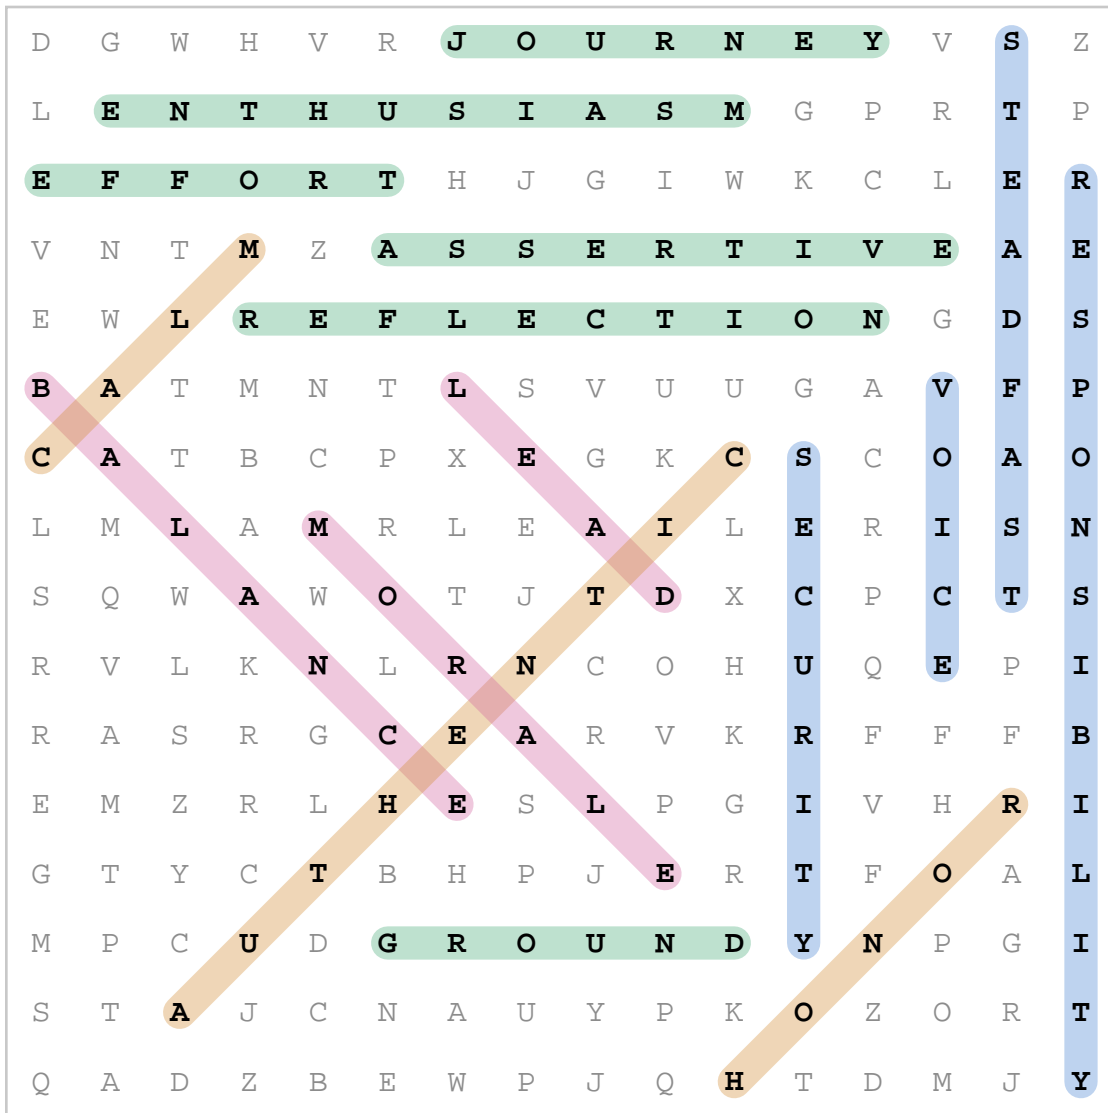 D G W H V R J O U R N E Y V S Z
L E N T H U S I A S M G P R T P
E F F O R T H J G I W K C L E R
V N T M Z A S S E R T I V E A E
E W L R E F L E C T I O N G D S
B A T M N T L S V U U G A V F P
C A T B C P X E G K C S C O A O
L M L A M R L E A I L E R I S N
S Q W A W O T J T D X C P C T S
R V L K N L R N C O H U Q E P I
R A S R G C E A R V K R F F F B
E M Z R L H E S L P G I V H R I
G T Y C T B H P J E R T F O A L
M P C U D G R O U N D Y N P G I
S T A J C N A U Y P K O Z O R T
Q A D Z B E W P J Q H T D M J Y